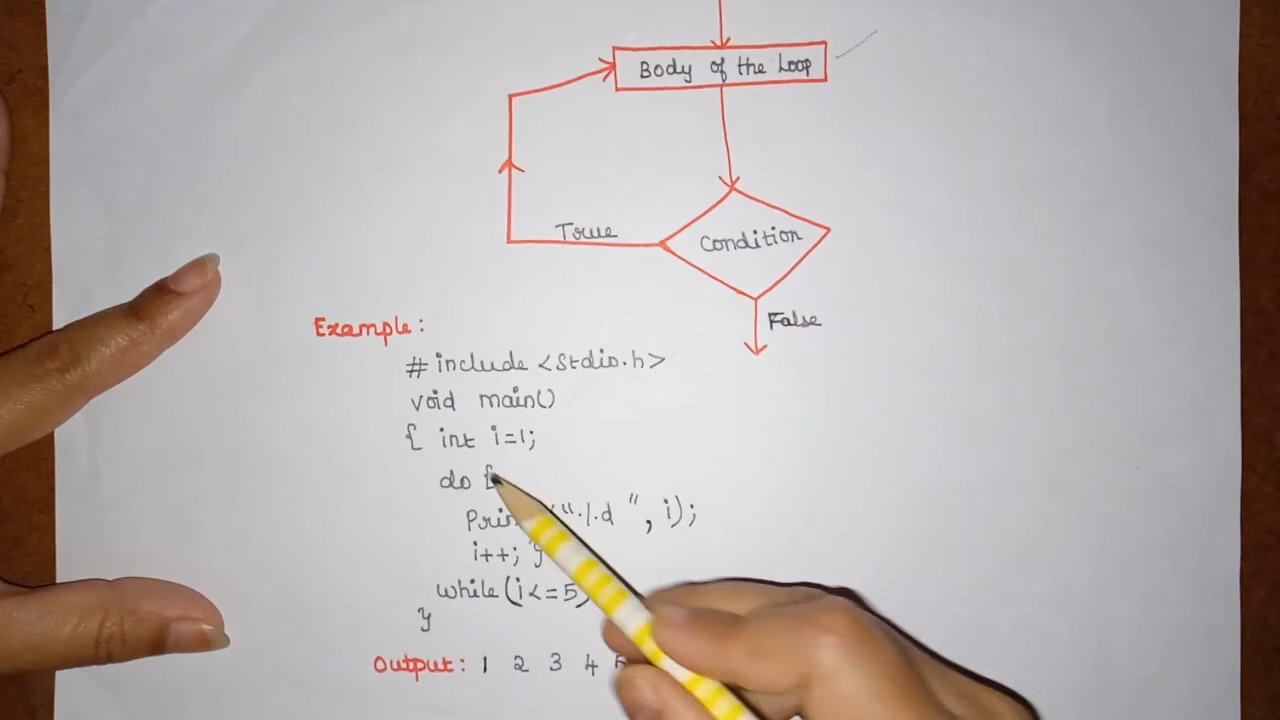 Body of the Loop
Condition
True
False
Example:
# include <stdio.h>
void main()
{ int i=1;
do {
("%d ", i);
i++; }
while (i<=5)
}
Output: 1 2 3 4 5